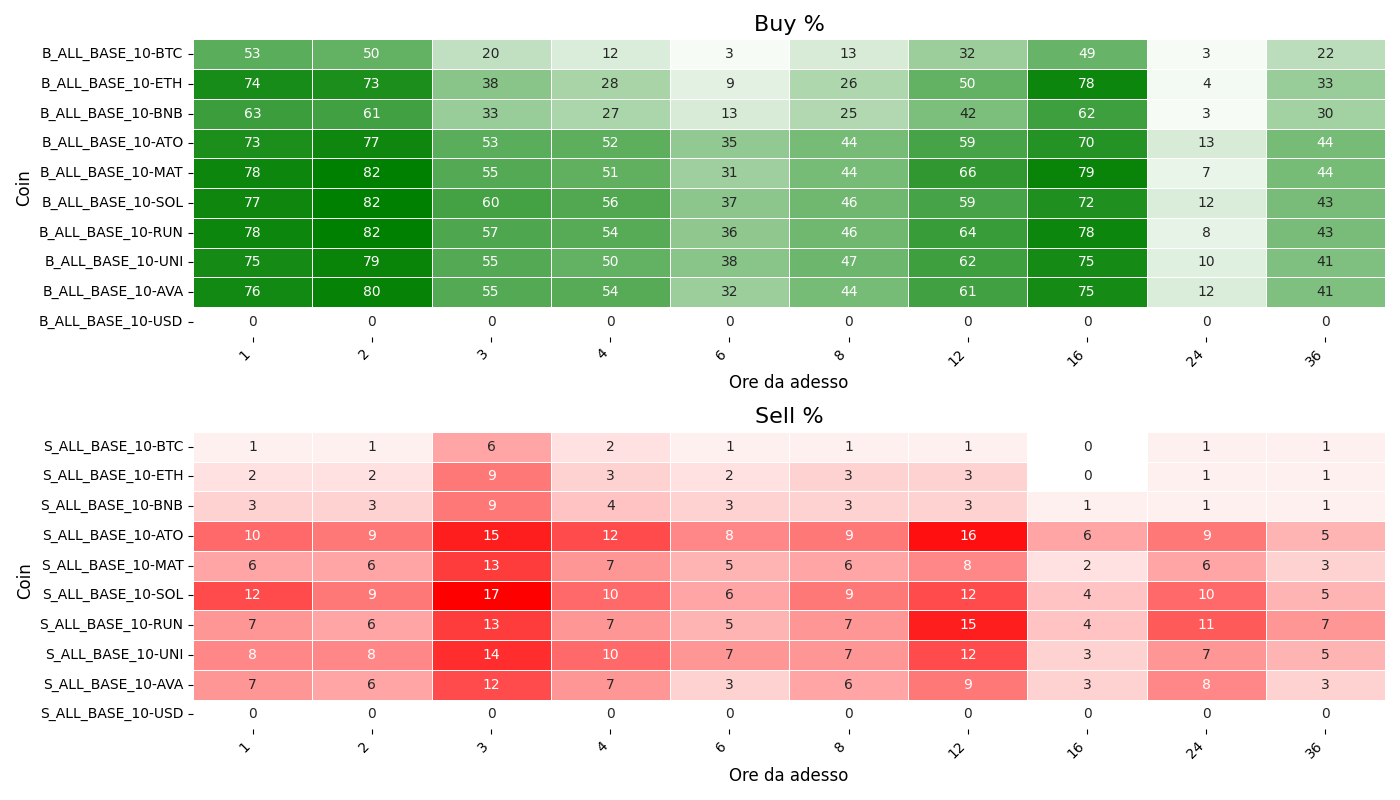 Buy %
Coin
B_ALL_BASE_10-BTC 53 50 20 12 3 13 32 49 3 22
B_ALL_BASE_10-ETH 74 73 38 28 9 26 50 78 4 33
B_ALL_BASE_10-BNB 63 61 33 27 13 25 42 62 3 30
B_ALL_BASE_10-ATO 73 77 53 52 35 44 59 70 13 44
B_ALL_BASE_10-MAT 78 82 55 51 31 44 66 79 7 44
B_ALL_BASE_10-SOL 77 82 60 56 37 46 59 72 12 43
B_ALL_BASE_10-RUN 78 82 57 54 36 46 64 78 8 43
B_ALL_BASE_10-UNI 75 79 55 50 38 47 62 75 10 41
B_ALL_BASE_10-AVA 76 80 55 54 32 44 61 75 12 41
B_ALL_BASE_10-USD 0 0 0 0 0 0 0 0 0 0
1 2 3 4 6 8 12 16 24 36
Ore da adesso
Sell %
Coin
S_ALL_BASE_10-BTC 1 1 6 2 1 1 1 0 1 1
S_ALL_BASE_10-ETH 2 2 9 3 2 3 3 0 1 1
S_ALL_BASE_10-BNB 3 3 9 4 3 3 3 1 1 1
S_ALL_BASE_10-ATO 10 9 15 12 8 9 16 6 9 5
S_ALL_BASE_10-MAT 6 6 13 7 5 6 8 2 6 3
S_ALL_BASE_10-SOL 12 9 17 10 6 9 12 4 10 5
S_ALL_BASE_10-RUN 7 6 13 7 5 7 15 4 11 7
S_ALL_BASE_10-UNI 8 8 14 10 7 7 12 3 7 5
S_ALL_BASE_10-AVA 7 6 12 7 3 6 9 3 8 3
S_ALL_BASE_10-USD 0 0 0 0 0 0 0 0 0 0
1 2 3 4 6 8 12 16 24 36
Ore da adesso